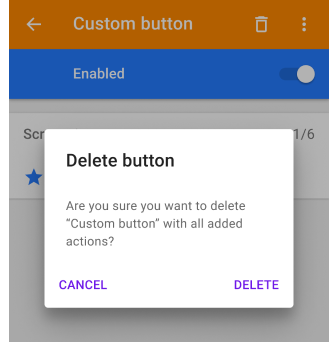 Custom button
Enabled
Scr
1/6
Delete button
Are you sure you want to delete
“Custom button” with all added
actions?
CANCEL
DELETE